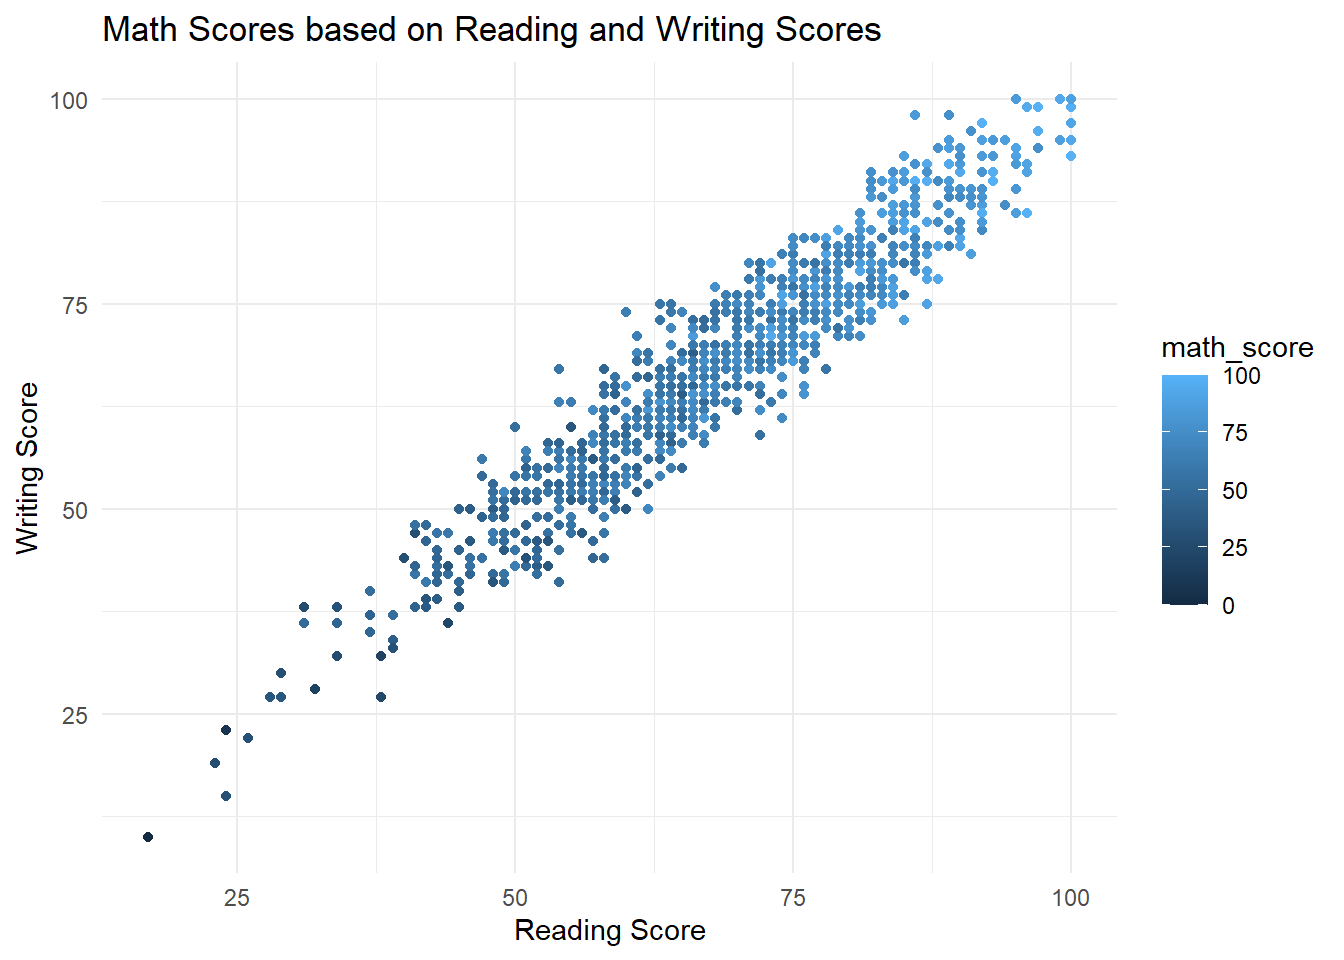 Math Scores based on Reading and Writing Scores
100
75
50
25
Writing Score
25 50 75 100
Reading Score
math_score
100
75
50
25
0